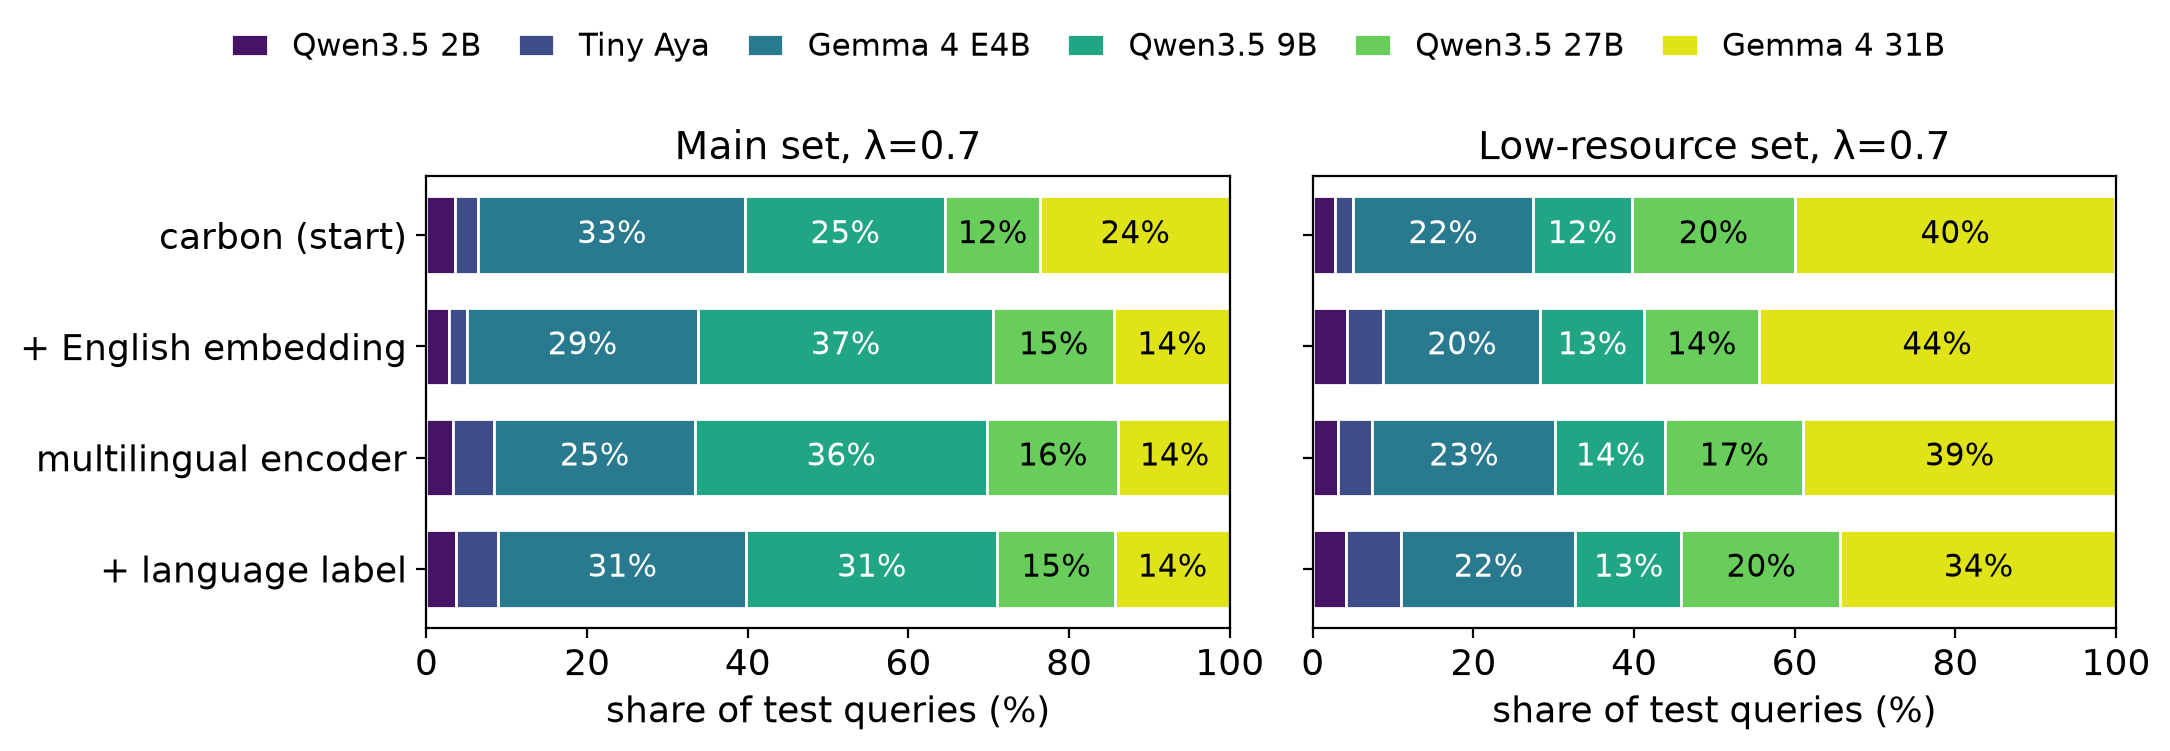 Qwen3.5 2B Tiny Aya Gemma 4 E4B Qwen3.5 9B Qwen3.5 27B Gemma 4 31B
Main set, λ=0.7
carbon (start) 33% 25% 12% 24%
+ English embedding 29% 37% 15% 14%
multilingual encoder 25% 36% 16% 14%
+ language label 31% 31% 15% 14%
0 20 40 60 80 100
share of test queries (%)
Low-resource set, λ=0.7
22% 12% 20% 40%
20% 13% 14% 44%
23% 14% 17% 39%
22% 13% 20% 34%
0 20 40 60 80 100
share of test queries (%)